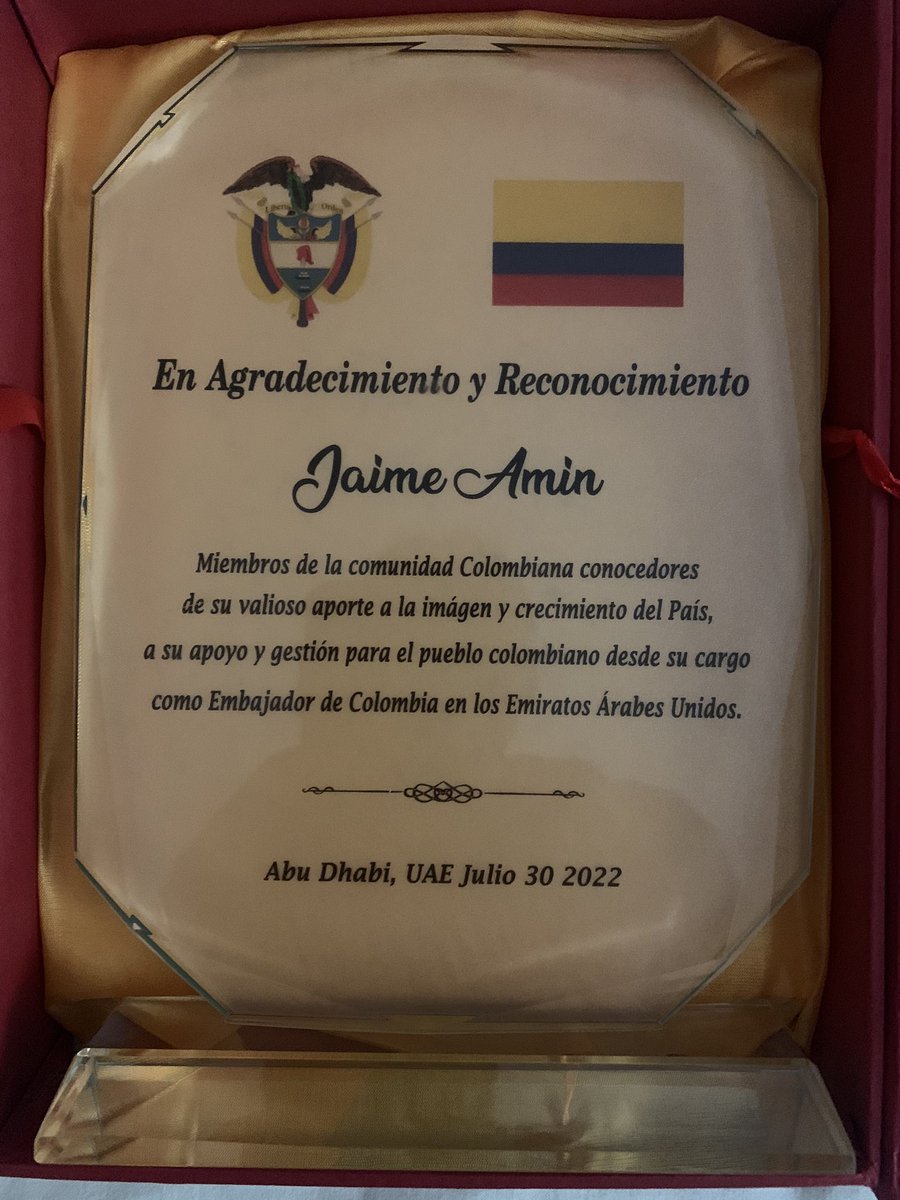 Libertad Orden
En Agradecimiento y Reconocimiento
Jaime Amin
Miembros de la comunidad Colombiana conocedores
de su valioso aporte a la imágen y crecimiento del País,
a su apoyo y gestión para el pueblo colombiano desde su cargo
como Embajador de Colombia en los Emiratos Árabes Unidos.
Abu Dhabi, UAE Julio 30 2022